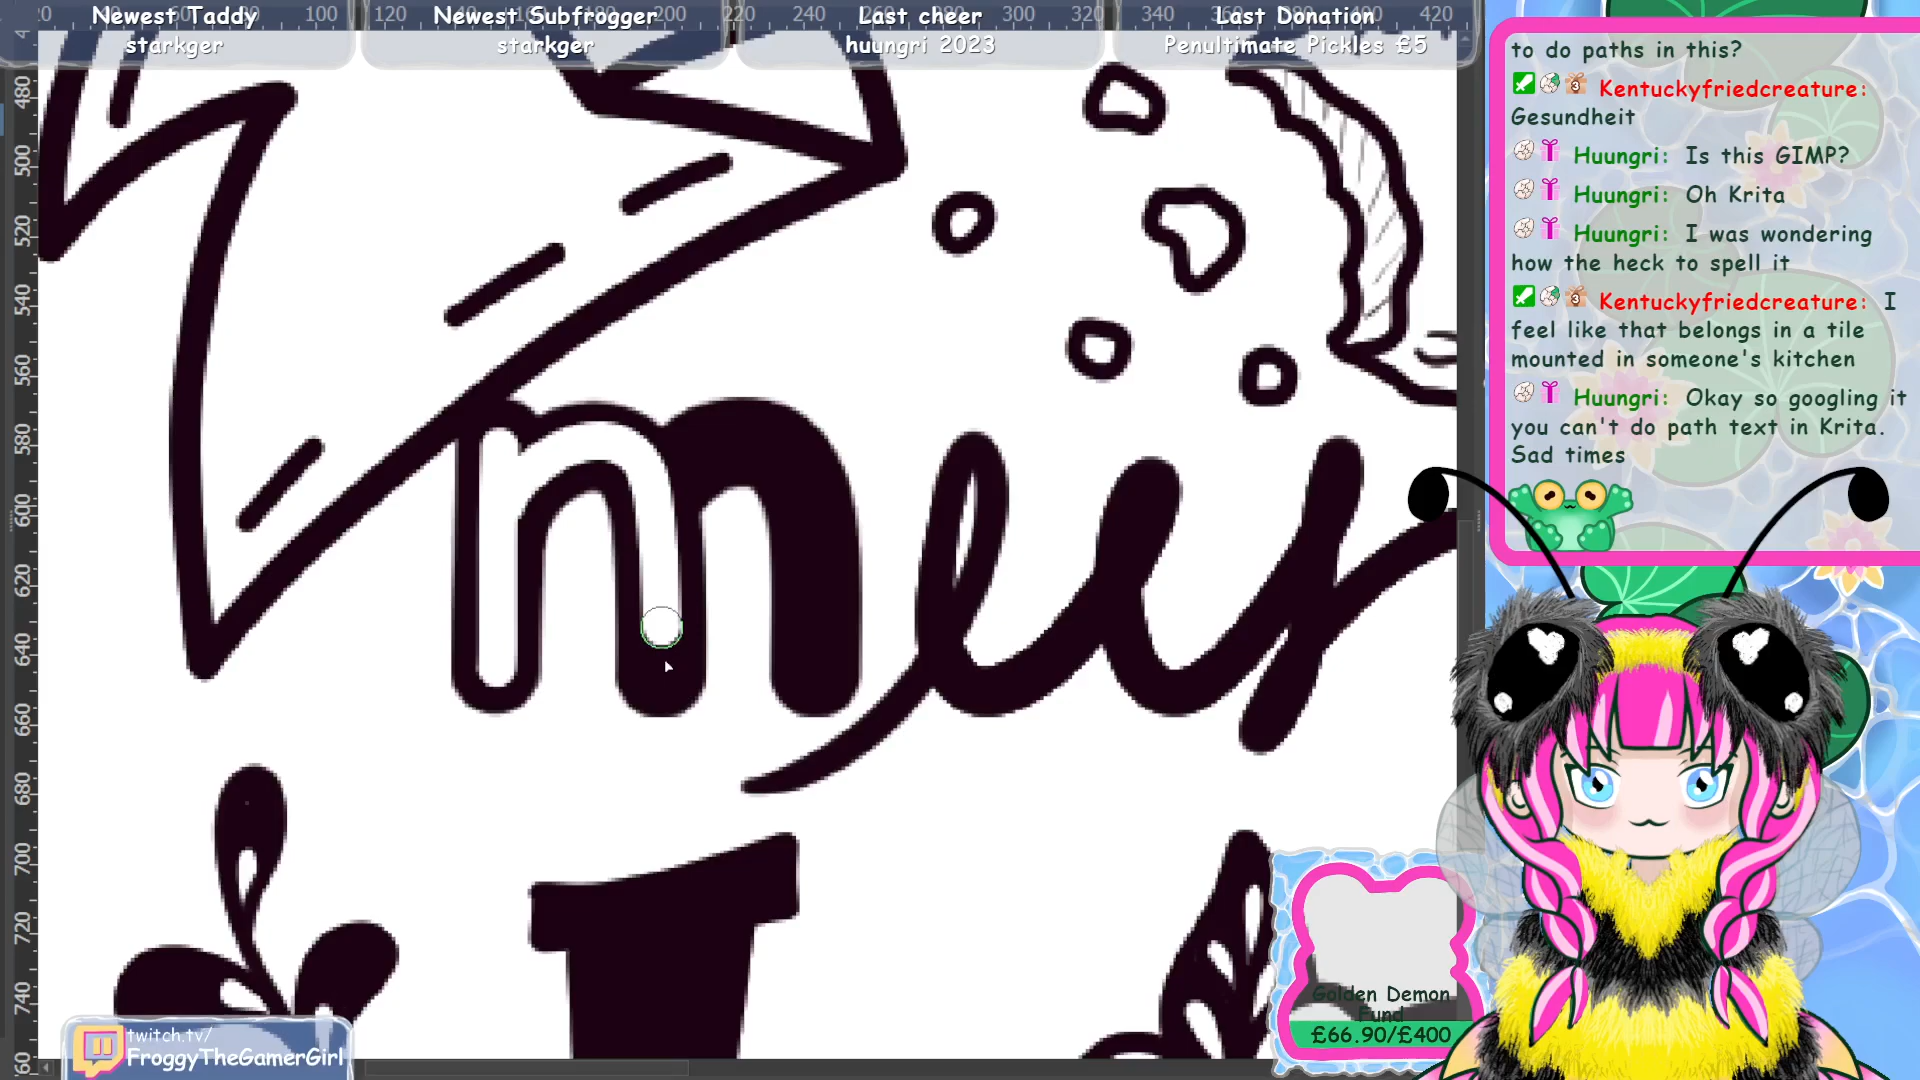 Newest Taddy
starkger
Newest Subfrogger
starkger
Last cheer
huungri 2023
Last Donation
Penultimate Pickles £5
to do paths in this?
Kentuckyfriedcreature:
Gesundheit
Huungri: Is this GIMP?
Huungri: Oh Krita
Huungri: I was wondering
how the heck to spell it
Kentuckyfriedcreature: I
feel like that belongs in a tile
mounted in someone's kitchen
Huungri: Okay so googling it
you can't do path text in Krita.
Sad times
Golden Demon
Fund
£66.90/£400
twitch.tv/
FroggyTheGamerGirl